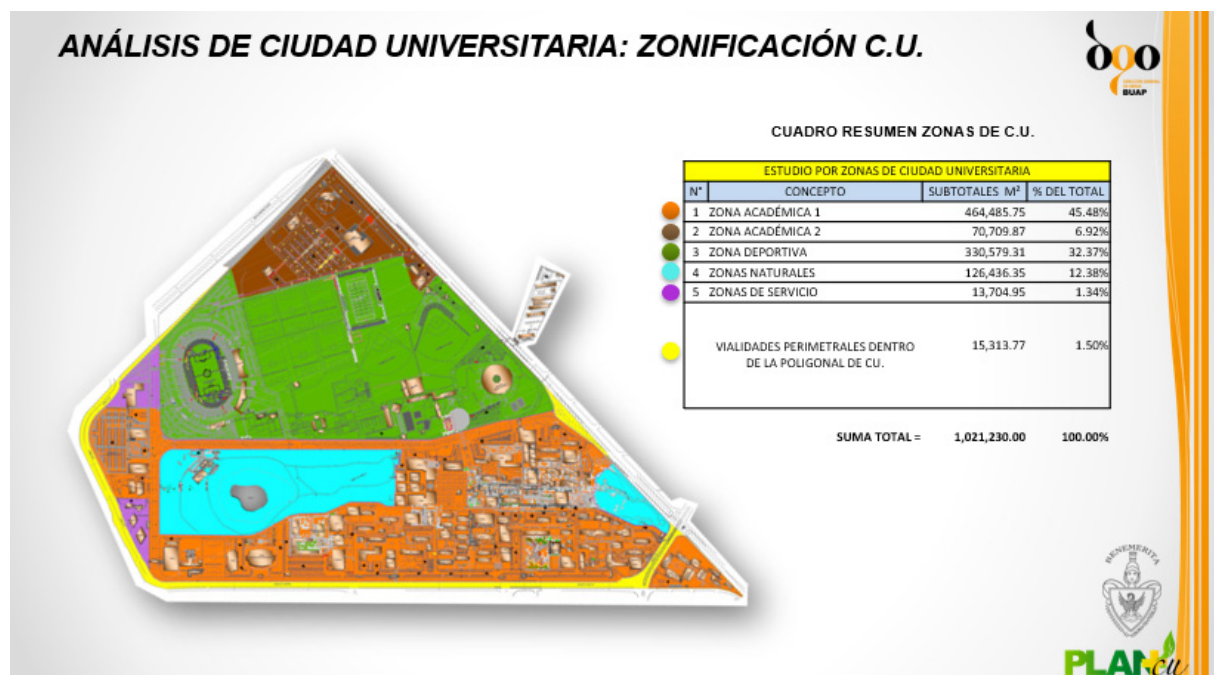 ANÁLISIS DE CIUDAD UNIVERSITARIA: ZONIFICACIÓN C.U.
BUAP
CUADRO RESUMEN ZONAS DE C.U.
ESTUDIO POR ZONAS DE CIUDAD UNIVERSITARIA
N° CONCEPTO SUBTOTALES M² % DEL TOTAL
1 ZONA ACADÉMICA 1 464,485.75 45.48%
2 ZONA ACADÉMICA 2 70,709.87 6.92%
3 ZONA DEPORTIVA 330,579.31 32.37%
4 ZONAS NATURALES 126,436.35 12.38%
5 ZONAS DE SERVICIO 13,704.95 1.34%
VIALIDADES PERIMETRALES DENTRO 15,313.77 1.50%
DE LA POLIGONAL DE CU.
SUMA TOTAL = 1,021,230.00 100.00%
BENEMERITA
PLAN+cu